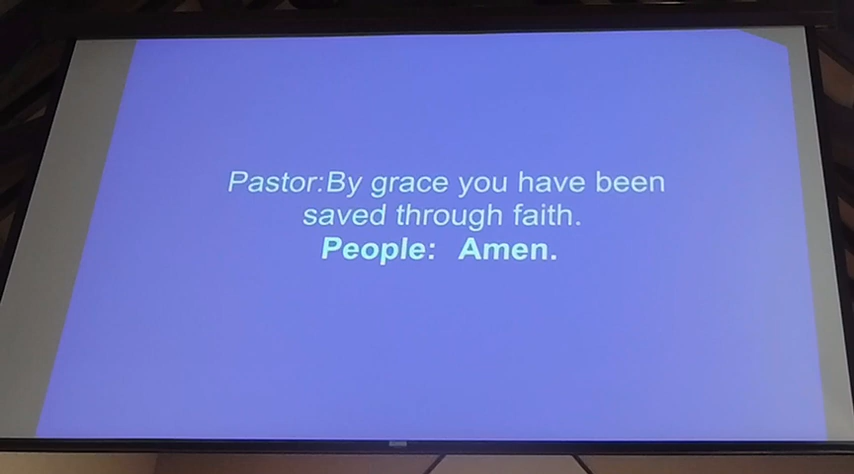 Pastor:By grace you have been
saved through faith.
People: Amen.